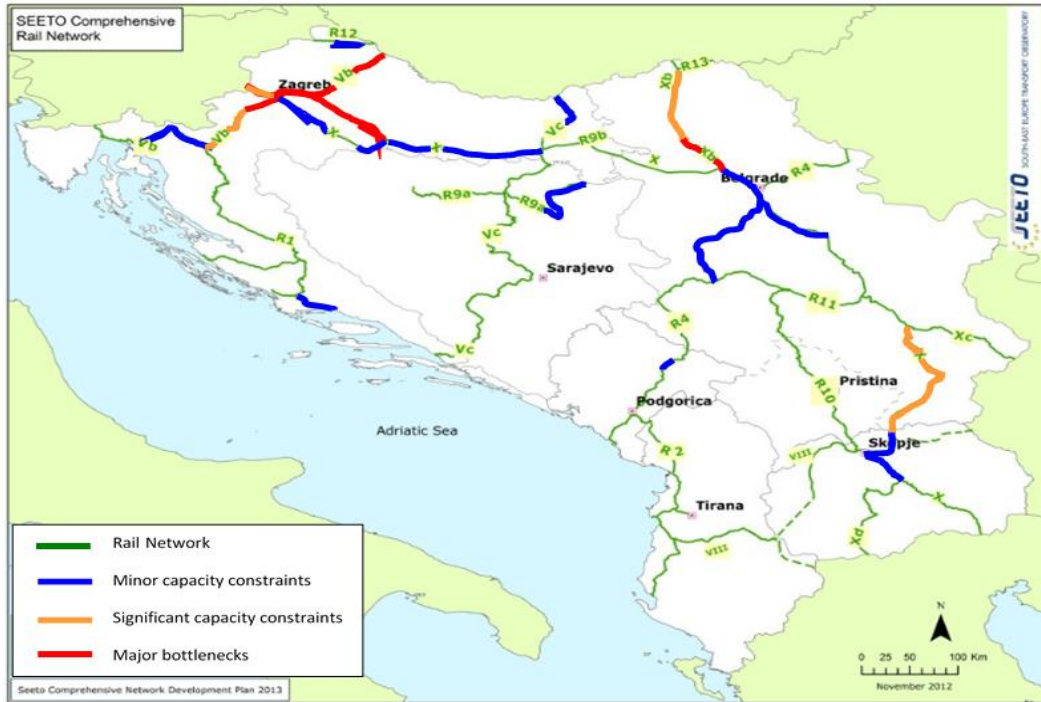 SEETO Comprehensive
Rail Network
SEETO
SOUTH-EAST EUROPE TRANSPORT OBSERVATORY
R12
Vb
Zagreb
Xb
R13
Vb
Vb
X
X
Vc
R9b
X
Xb
Belgrade
R4
R9a
R9a
R1
Vc
Sarajevo
Vc
R4
R11
Xc
X
R10
Pristina
Podgorica
Adriatic Sea
R 2
VIII
Skopje
X
Tirana
VIII
Xd
Rail Network
Minor capacity constraints
Significant capacity constraints
Major bottlenecks
N
0 25 50 100 Km
November 2012
Seeto Comprehensive Network Development Plan 2013